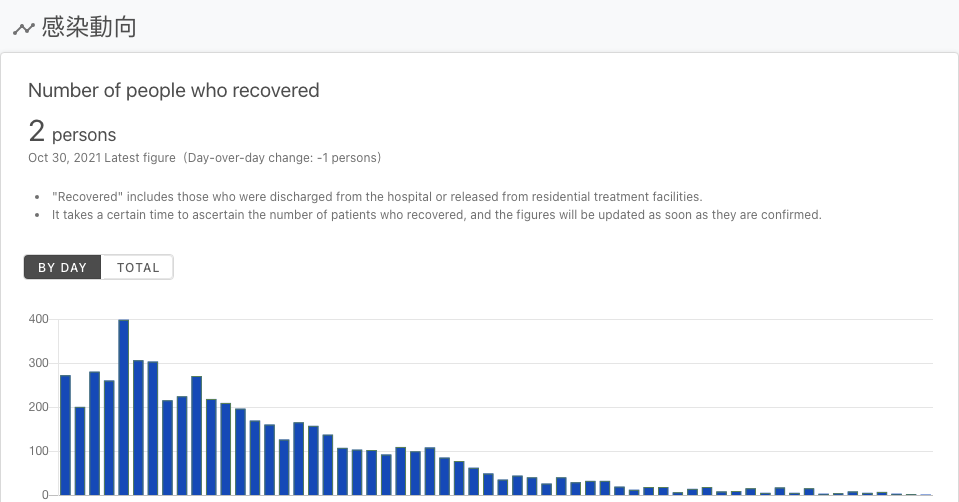 感染動向
Number of people who recovered
2 persons
Oct 30, 2021 Latest figure (Day-over-day change: -1 persons)
• "Recovered" includes those who were discharged from the hospital or released from residential treatment facilities.
• It takes a certain time to ascertain the number of patients who recovered, and the figures will be updated as soon as they are confirmed.
BY DAY TOTAL
400
300
200
100
0